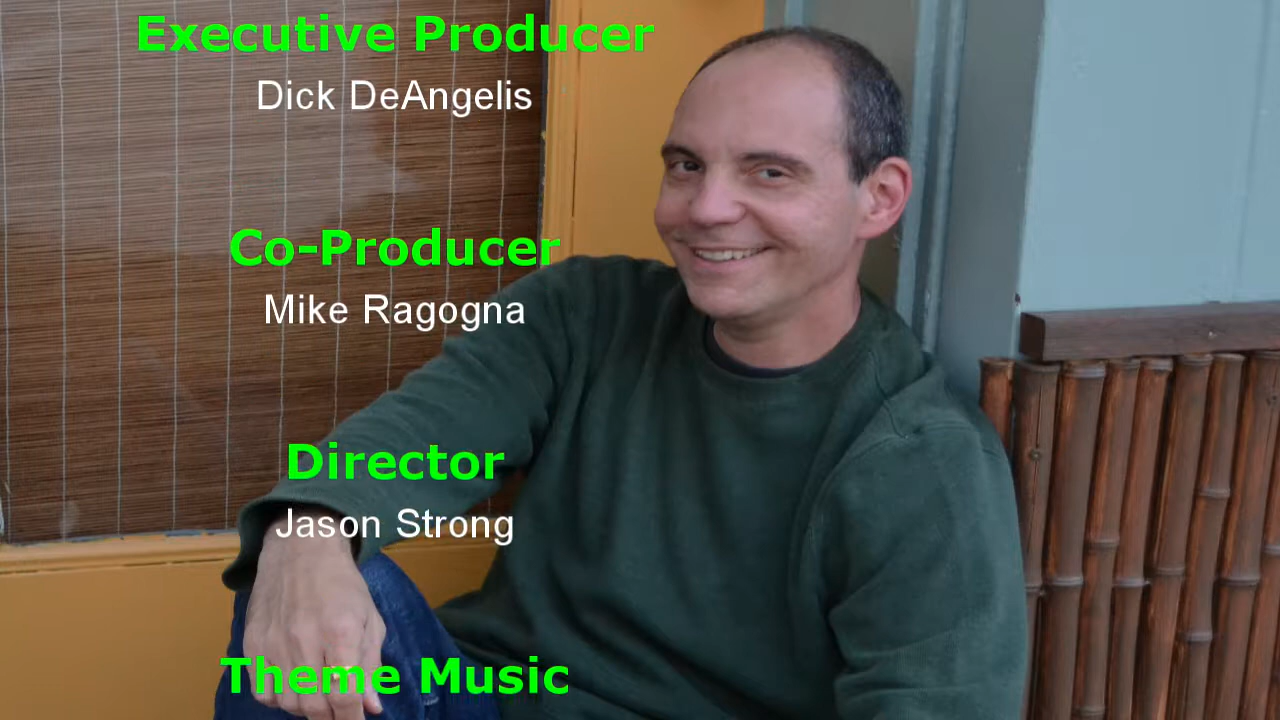 Executive Producer
Dick DeAngelis
Co-Producer
Mike Ragogna
Director
Jason Strong
Theme Music